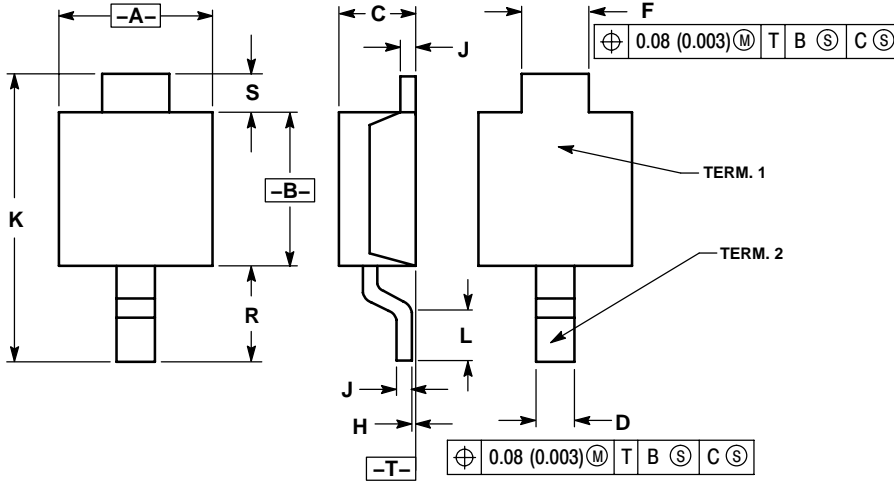 –A–
C
F
⌖ 0.08 (0.003) Ⓜ T B Ⓢ C Ⓢ
J
S
TERM. 1
–B–
K
TERM. 2
R
L
J
H
D
⌖ 0.08 (0.003) Ⓜ T B Ⓢ C Ⓢ
–T–